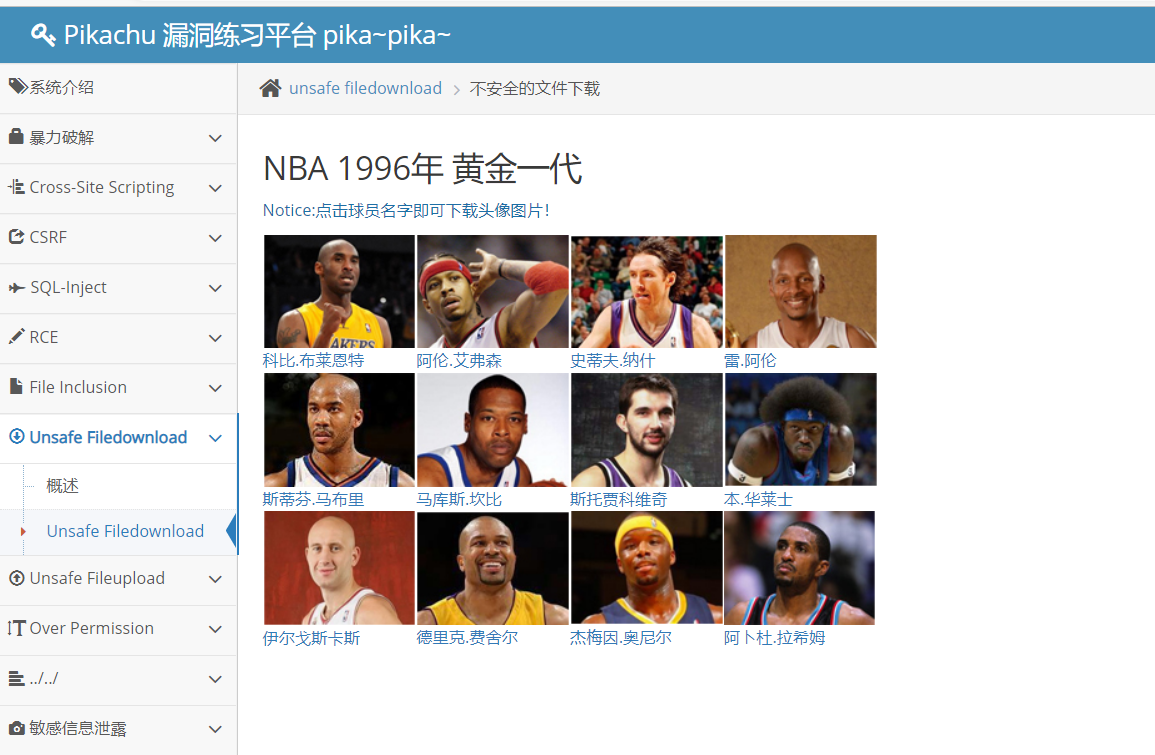 Pikachu 漏洞练习平台 pika~pika~
系统介绍
暴力破解
Cross-Site Scripting
CSRF
SQL-Inject
RCE
File Inclusion
Unsafe Filedownload
概述
Unsafe Filedownload
Unsafe Fileupload
Over Permission
../../
敏感信息泄露
unsafe filedownload > 不安全的文件下载
NBA 1996年 黄金一代
Notice:点击球员名字即可下载头像图片!
科比.布莱恩特 阿伦.艾弗森 史蒂夫.纳什 雷.阿伦
斯蒂芬.马布里 马库斯.坎比 斯托贾科维奇 本.华莱士
伊尔戈斯卡斯 德里克.费舍尔 杰梅因.奥尼尔 阿卜杜.拉希姆